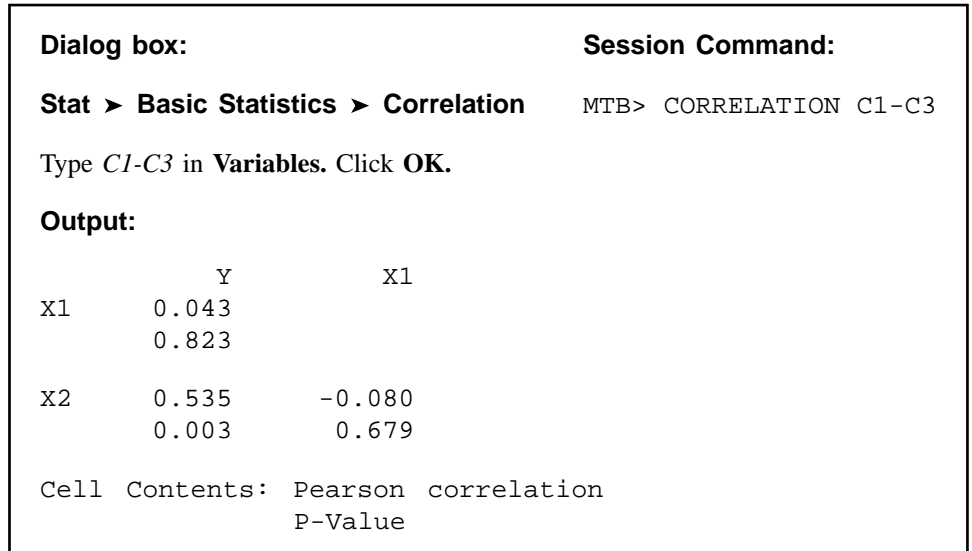 Dialog box: Session Command:
Stat ➤ Basic Statistics ➤ Correlation MTB> CORRELATION C1-C3
Type C1-C3 in Variables. Click OK.
Output:
Y X1
X1 0.043
0.823
X2 0.535 -0.080
0.003 0.679
Cell Contents: Pearson correlation
P-Value